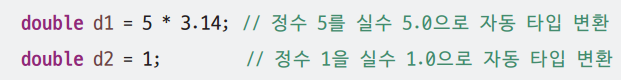 double d1 = 5 * 3.14; // 정수 5를 실수 5.0으로 자동 타입 변환
double d2 = 1; // 정수 1을 실수 1.0으로 자동 타입 변환